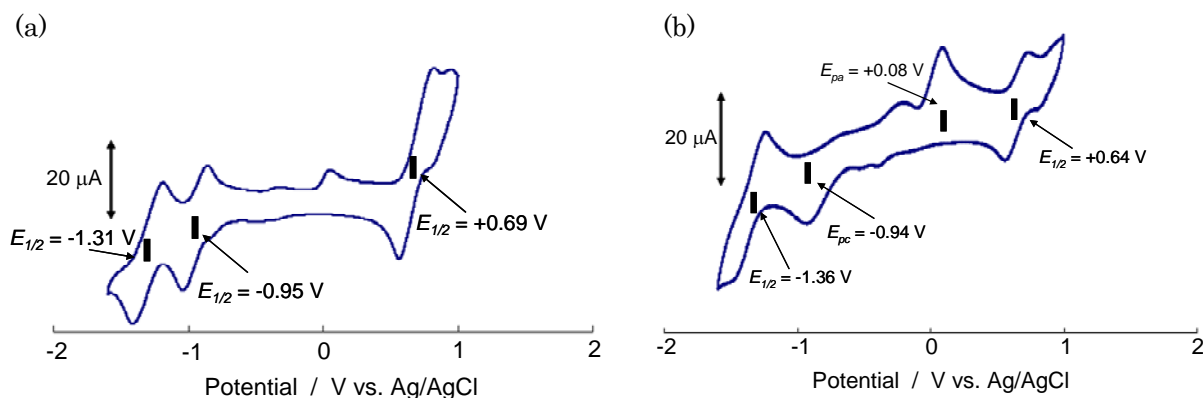 (a)
20 μA
E1/2 = -1.31 V
E1/2 = -0.95 V
E1/2 = +0.69 V
-2 -1 0 1 2
Potential / V vs. Ag/AgCl
(b)
Epa = +0.08 V
20 μA
E1/2 = +0.64 V
Epc = -0.94 V
E1/2 = -1.36 V
-2 -1 0 1 2
Potential / V vs. Ag/AgCl